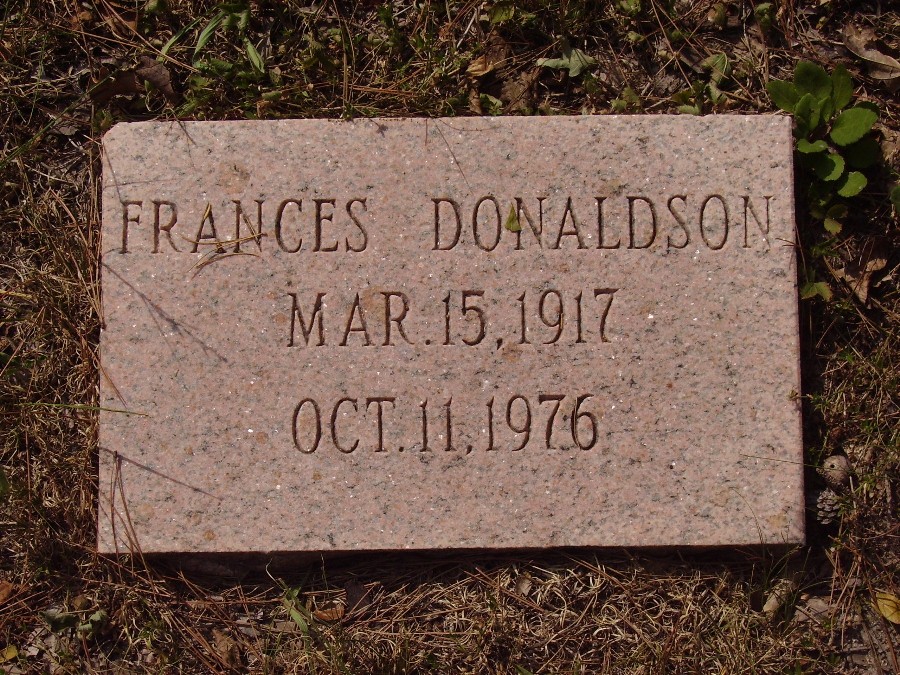 FRANCES DONALDSON
MAR. 15, 1917
OCT. 11, 1976